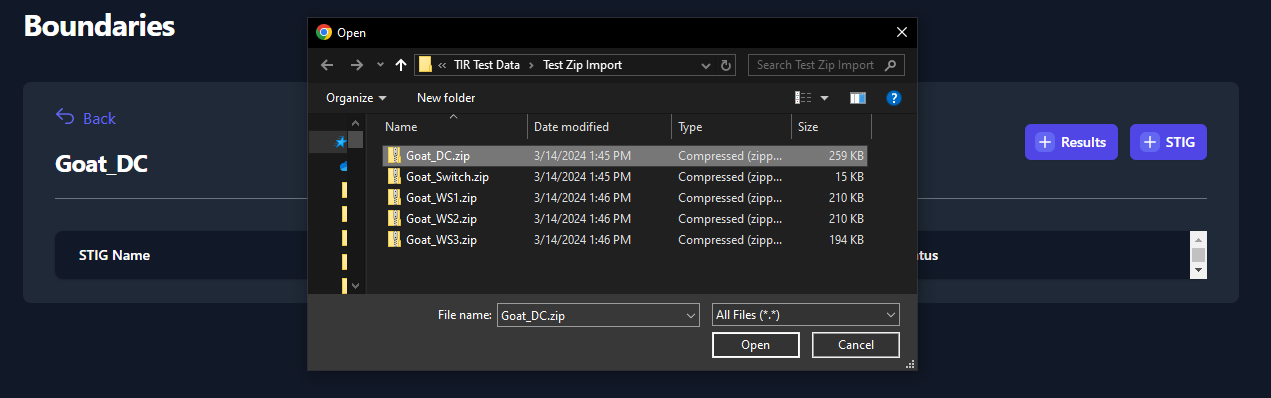 Boundaries
Open
« TIR Test Data › Test Zip Import
Search Test Zip Import
Organize
New folder
Back
Goat_DC
Results
STIG
Name Date modified Type Size
Goat_DC.zip 3/14/2024 1:45 PM Compressed (zipp... 259 KB
Goat_Switch.zip 3/14/2024 1:45 PM Compressed (zipp... 15 KB
Goat_WS1.zip 3/14/2024 1:46 PM Compressed (zipp... 210 KB
Goat_WS2.zip 3/14/2024 1:46 PM Compressed (zipp... 210 KB
Goat_WS3.zip 3/14/2024 1:46 PM Compressed (zipp... 194 KB
STIG Name
tus
File name: Goat_DC.zip
All Files (*.*)
Open
Cancel